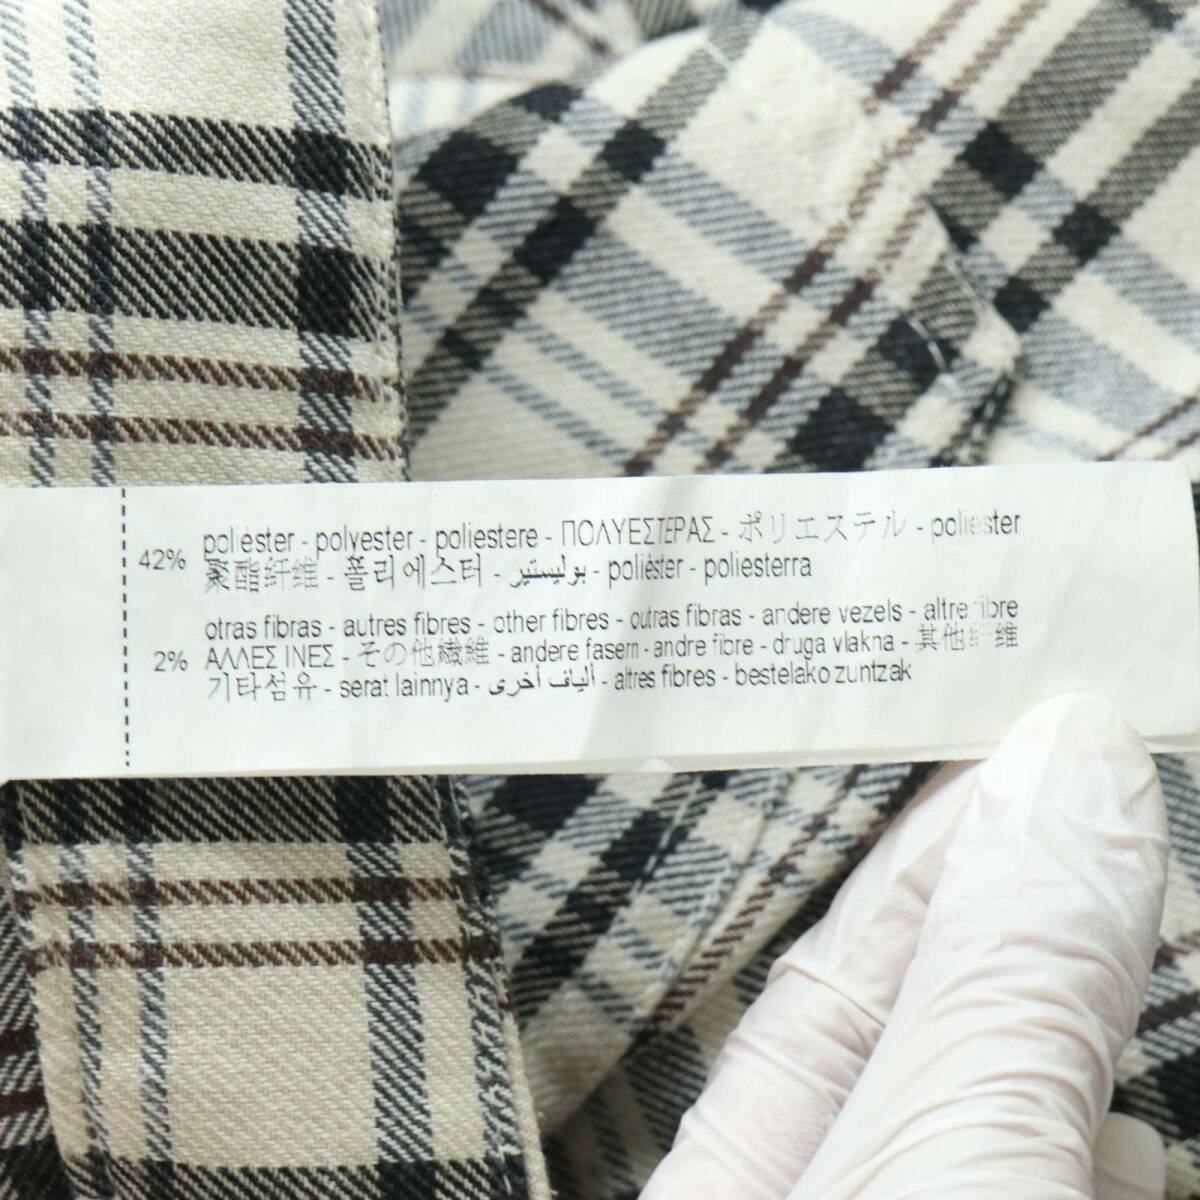 42% poliéster - polyester - poliestere - ΠΟΛΥΕΣΤΕΡΑΣ - ポリエステル - poliester
聚酯纤维 - 폴리에스터 - بوليستير - polièster - poliesterra
otras fibras - autres fibres - other fibres - outras fibras - andere vezels - altre fibre
2% ΑΛΛΕΣ ΙΝΕΣ - その他繊維 - andere fasern - andre fibre - druga vlakna - 其他纤维
기타섬유 - serat lainnya - ألياف أخرى - altres fibres - bestelako zuntzak